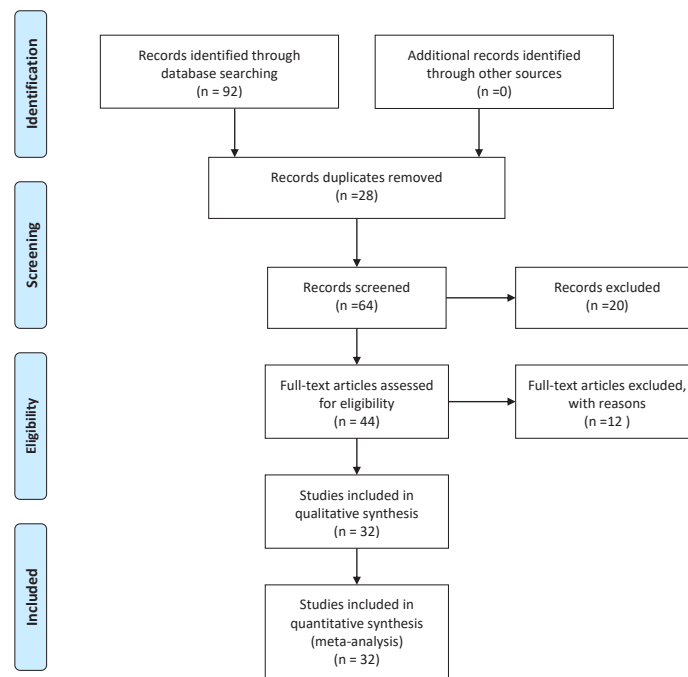 Identification
Records identified through
database searching
(n = 92)
Additional records identified
through other sources
(n =0)
Records duplicates removed
(n =28)
Screening
Records screened
(n =64)
Records excluded
(n =20)
Eligibility
Full-text articles assessed
for eligibility
(n = 44)
Full-text articles excluded,
with reasons
(n =12 )
Studies included in
qualitative synthesis
(n = 32)
Included
Studies included in
quantitative synthesis
(meta-analysis)
(n = 32)